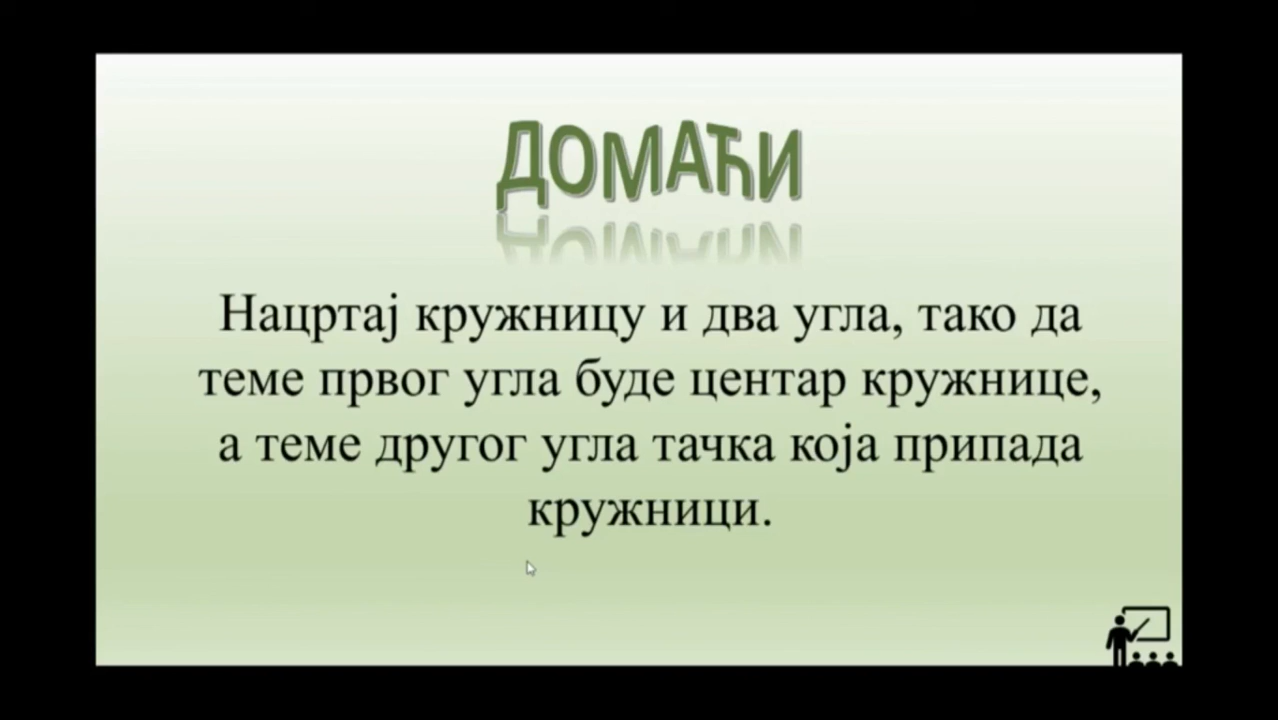 ДОМАЋИ
Нацртај кружницу и два угла, тако да
теме првог угла буде центар кружнице,
а теме другог угла тачка која припада
кружници.